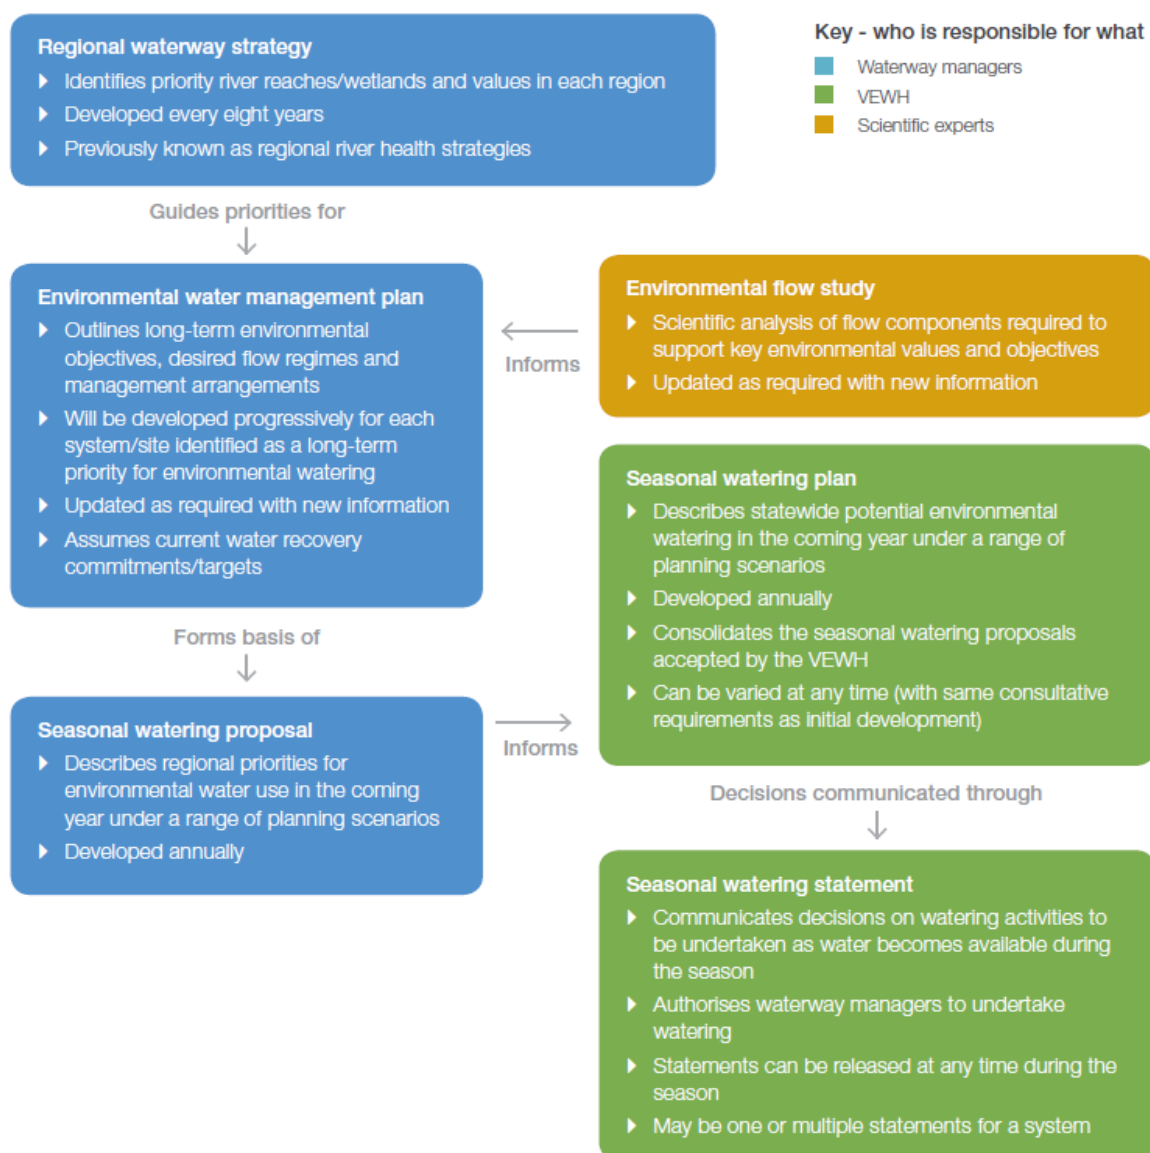 Regional waterway strategy
Identifies priority river reaches/wetlands and values in each region
Developed every eight years
Previously known as regional river health strategies
Key - who is responsible for what
Waterway managers
VEWH
Scientific experts
Guides priorities for
Environmental water management plan
Outlines long-term environmental
objectives, desired flow regimes and
management arrangements
Will be developed progressively for each
system/site identified as a long-term
priority for environmental watering
Updated as required with new information
Assumes current water recovery
commitments/targets
Informs
Environmental flow study
Scientific analysis of flow components required to
support key environmental values and objectives
Updated as required with new information
Forms basis of
Seasonal watering proposal
Describes regional priorities for
environmental water use in the coming
year under a range of planning scenarios
Developed annually
Informs
Seasonal watering plan
Describes statewide potential environmental
watering in the coming year under a range of
planning scenarios
Developed annually
Consolidates the seasonal watering proposals
accepted by the VEWH
Can be varied at any time (with same consultative
requirements as initial development)
Decisions communicated through
Seasonal watering statement
Communicates decisions on watering activities to
be undertaken as water becomes available during
the season
Authorises waterway managers to undertake
watering
Statements can be released at any time during the
season
May be one or multiple statements for a system